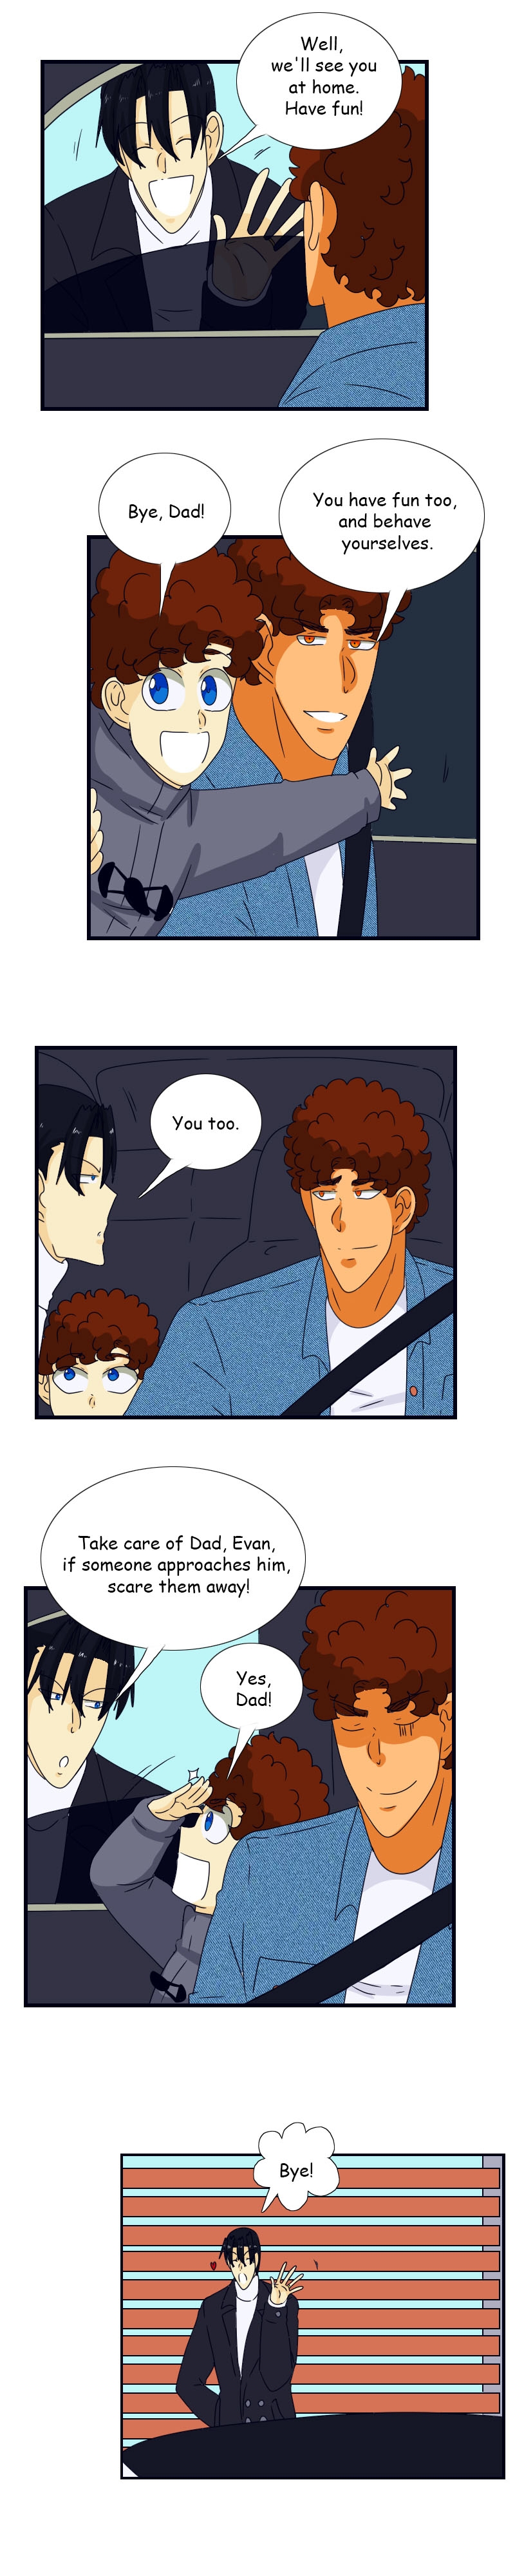 Well,
we'll see you
at home.
Have fun!
Bye, Dad!
You have fun too,
and behave
yourselves.
You too.
Take care of Dad, Evan,
if someone approaches him,
scare them away!
Yes,
Dad!
Bye!